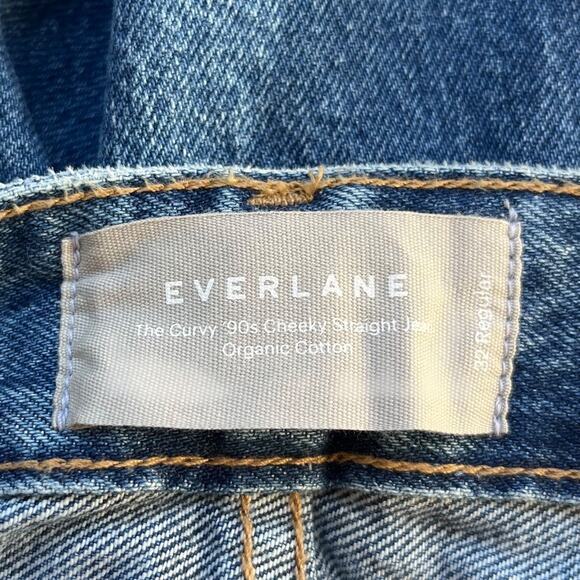 EVERLANE
The Curvy '90s Cheeky Straight
Organic Cotton
32 Regular